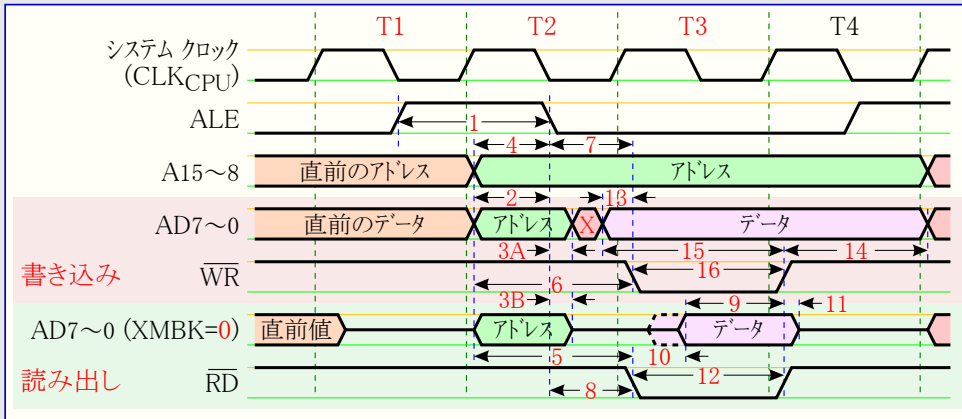 T1 T2 T3 T4
システム クロック
(CLKCPU)
ALE
1
4 7
A15～8 直前のアドレス アドレス
2 13
AD7～0 直前のデータ アドレス X データ
3A 15 14
書き込み WR 16
6
3B 9 11
AD7～0 (XMBK=0) 直前値 アドレス データ
5 10
読み出し RD 12
8